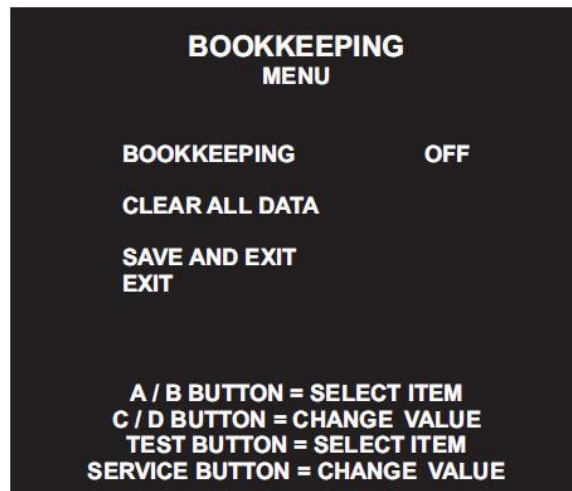 BOOKKEEPING
MENU
BOOKKEEPING OFF
CLEAR ALL DATA
SAVE AND EXIT
EXIT
A / B BUTTON = SELECT ITEM
C / D BUTTON = CHANGE VALUE
TEST BUTTON = SELECT ITEM
SERVICE BUTTON = CHANGE VALUE